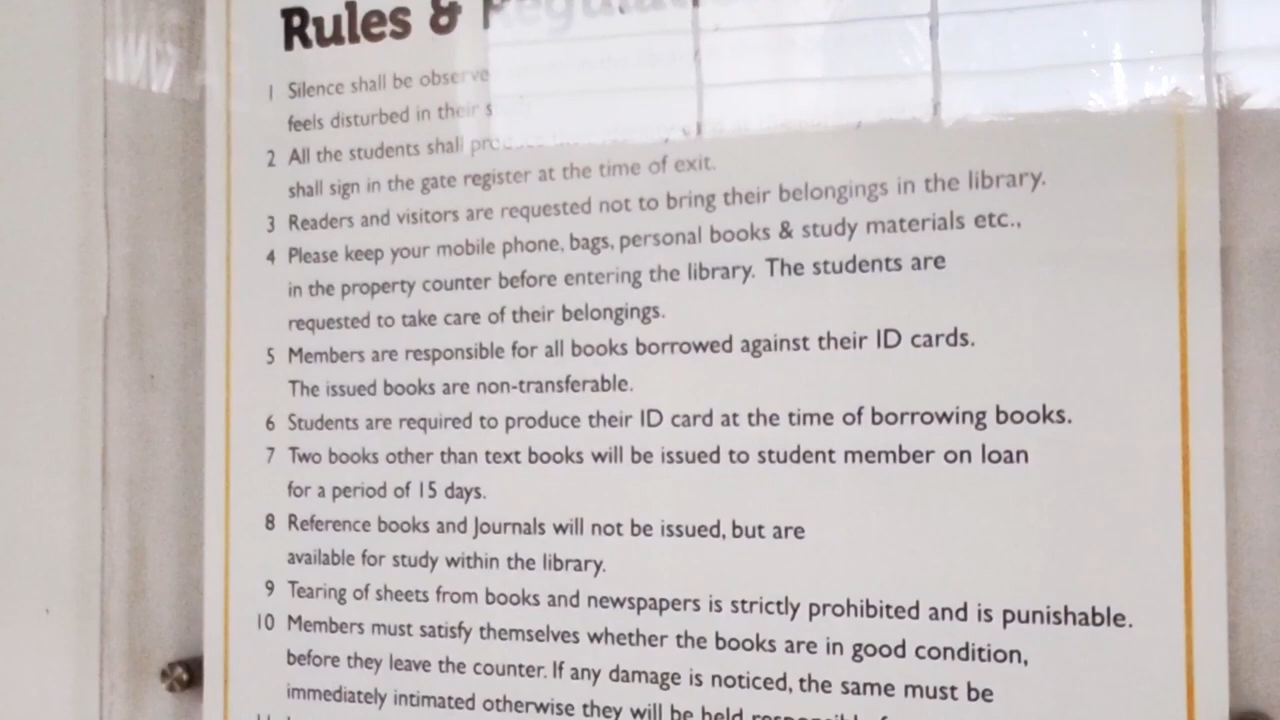 Rules &
1 Silence shall be observe
feels disturbed in their s
2 All the students shall
shall sign in the gate register at the time of exit.
3 Readers and visitors are requested not to bring their belongings in the library.
4 Please keep your mobile phone, bags, personal books & study materials etc.,
in the property counter before entering the library. The students are
requested to take care of their belongings.
5 Members are responsible for all books borrowed against their ID cards.
The issued books are non-transferable.
6 Students are required to produce their ID card at the time of borrowing books.
7 Two books other than text books will be issued to student member on loan
for a period of 15 days.
8 Reference books and Journals will not be issued, but are
available for study within the library.
9 Tearing of sheets from books and newspapers is strictly prohibited and is punishable.
10 Members must satisfy themselves whether the books are in good condition,
before they leave the counter. If any damage is noticed, the same must be
immediately intimated otherwise they will be held